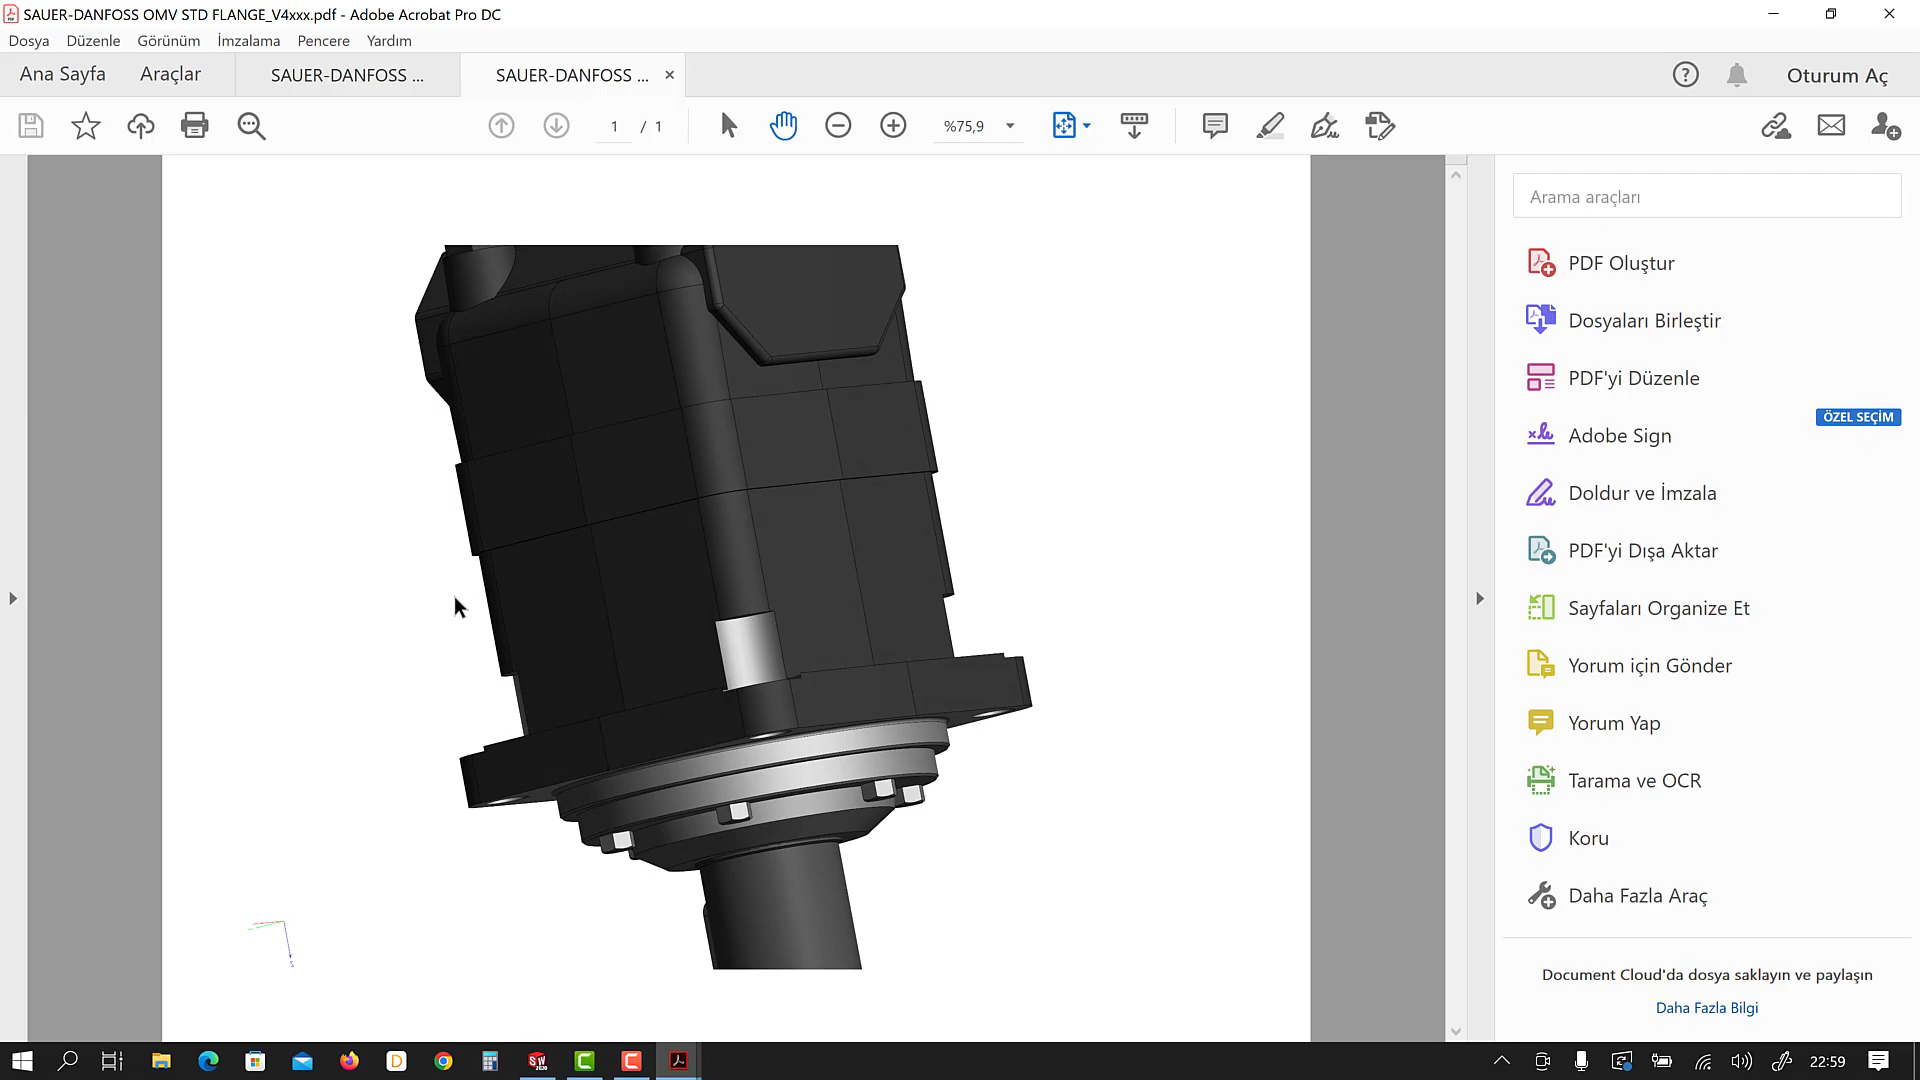 SAUER-DANFOSS OMV STD FLANGE_V4xxx.pdf - Adobe Acrobat Pro DC
Dosya Düzenle Görünüm İmzalama Pencere Yardım
Ana Sayfa Araçlar SAUER-DANFOSS ... SAUER-DANFOSS ... Oturum Aç
1 / 1 %75,9
Arama araçları
PDF Oluştur
Dosyaları Birleştir
PDF'yi Düzenle
ÖZEL SEÇİM
Adobe Sign
Doldur ve İmzala
PDF'yi Dışa Aktar
Sayfaları Organize Et
Yorum için Gönder
Yorum Yap
Tarama ve OCR
Koru
Daha Fazla Araç
Document Cloud'da dosya saklayın ve paylaşın
Daha Fazla Bilgi
22:59